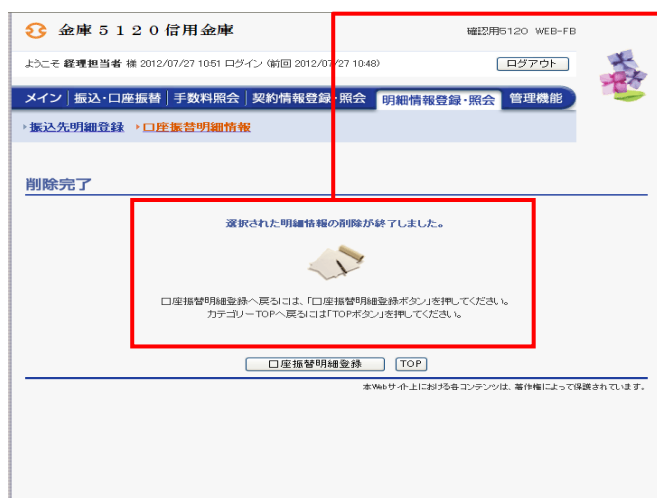 金庫５１２０信用金庫
確認用5120 WEB-FB
ようこそ 経理担当者 様 2012/07/27 10:51 ログイン (前回 2012/07/27 10:48)
ログアウト
メイン 振込・口座振替 手数料照会 契約情報登録・照会 明細情報登録・照会 管理機能
振込先明細登録 口座振替明細情報
削除完了
選択された明細情報の削除が終了しました。
口座振替明細登録へ戻るには、「口座振替明細登録ボタン」を押してください。
カテゴリーTOPへ戻るには「TOPボタン」を押してください。
口座振替明細登録 TOP
本Webサイト上における各コンテンツは、著作権によって保護されています。